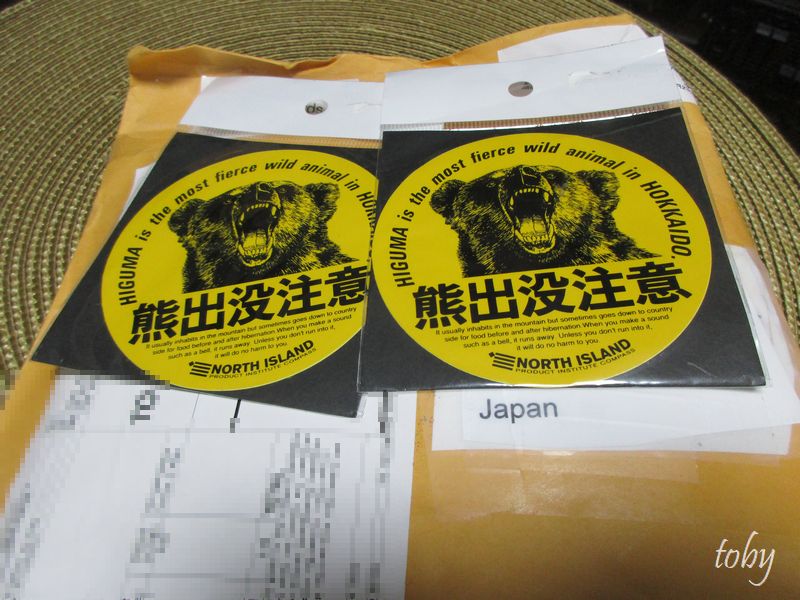 ds
HIGUMA is the most fierce wild animal in HOKKAIDO.
熊出没注意
It usually inhabits in the mountain but sometimes goes down to country
side for food before and after hibernation. When you make a sound
such as a bell, it runs away. Unless you don't run into it,
it will do no harm to you.
NORTH ISLAND
PRODUCT INSTITUTE COMPASS
HIGUMA is the most fierce wild animal in HOKKAIDO.
熊出没注意
It usually inhabits in the mountain but sometimes goes down to country
side for food before and after hibernation. When you make a sound
such as a bell, it runs away. Unless you don't run into it,
it will do no harm to you.
NORTH ISLAND
PRODUCT INSTITUTE COMPASS
Japan
toby